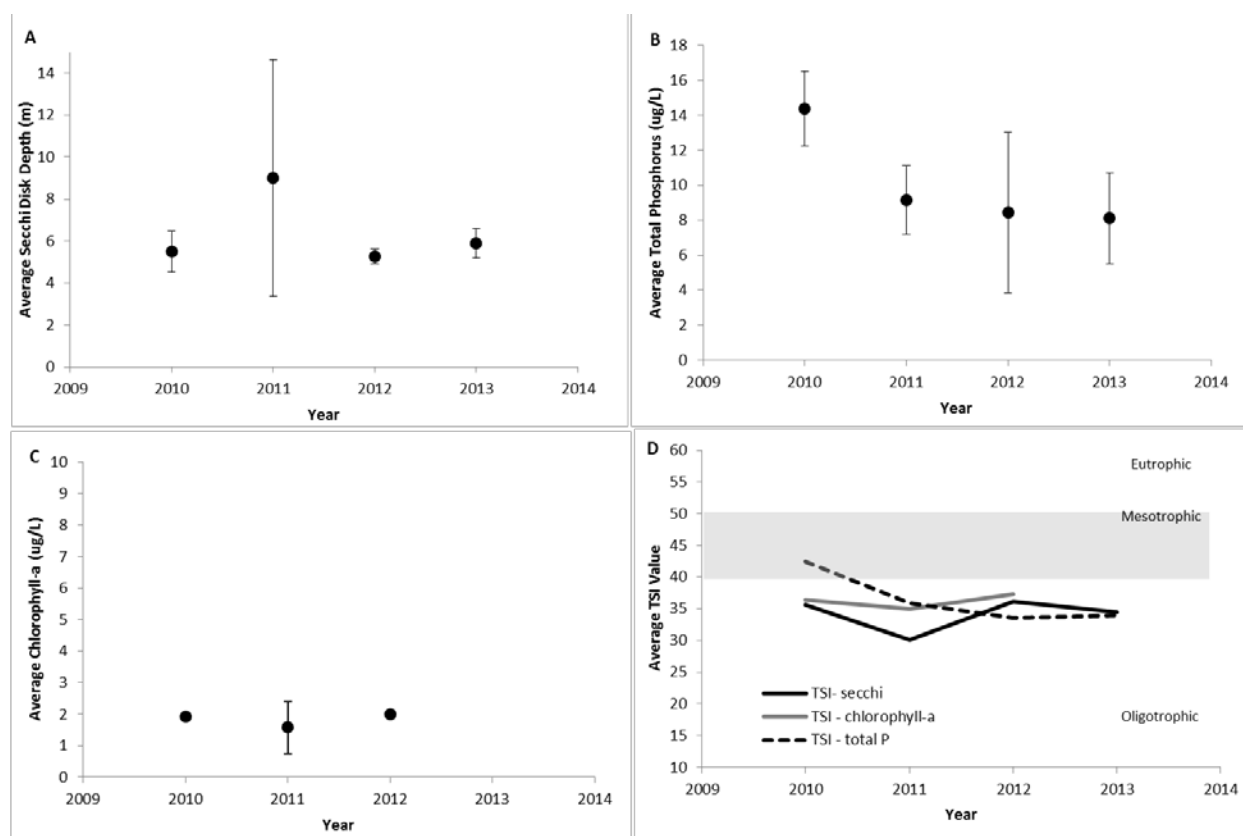 A
Average Secchi Disk Depth (m)
14
12
10
8
6
4
2
0
2009 2010 2011 2012 2013 2014
Year
B
Average Total Phosphorus (ug/L)
18
16
14
12
10
8
6
4
2
0
2009 2010 2011 2012 2013 2014
Year
C
Average Chlorophyll-a (ug/L)
10
9
8
7
6
5
4
3
2
1
0
2009 2010 2011 2012 2013 2014
Year
D
Average TSI Value
60
55
50
45
40
35
30
25
20
15
10
Eutrophic
Mesotrophic
Oligotrophic
TSI- secchi
TSI - chlorophyll-a
TSI - total P
2009 2010 2011 2012 2013 2014
Year